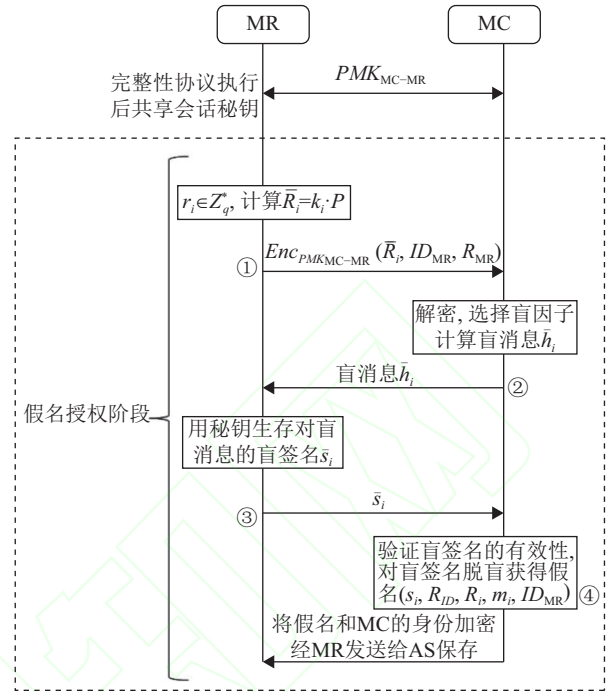 MR
MC
完整性协议执行
后共享会话秘钥
PMK_MC−MR
r_i∈Z_q^*, 计算R̄_i=k_i·P
①
Enc_PMK_MC−MR (R̄_i, ID_MR, R_MR)
解密, 选择盲因子
计算盲消息h̄_i
盲消息h̄_i
②
假名授权阶段
用秘钥生存对盲
消息的盲签名s̄_i
③
s̄_i
验证盲签名的有效性,
对盲签名脱盲获得假
名(s_i, R_ID, R_i, m_i, ID_MR)
④
将假名和MC的身份加密
经MR发送给AS保存